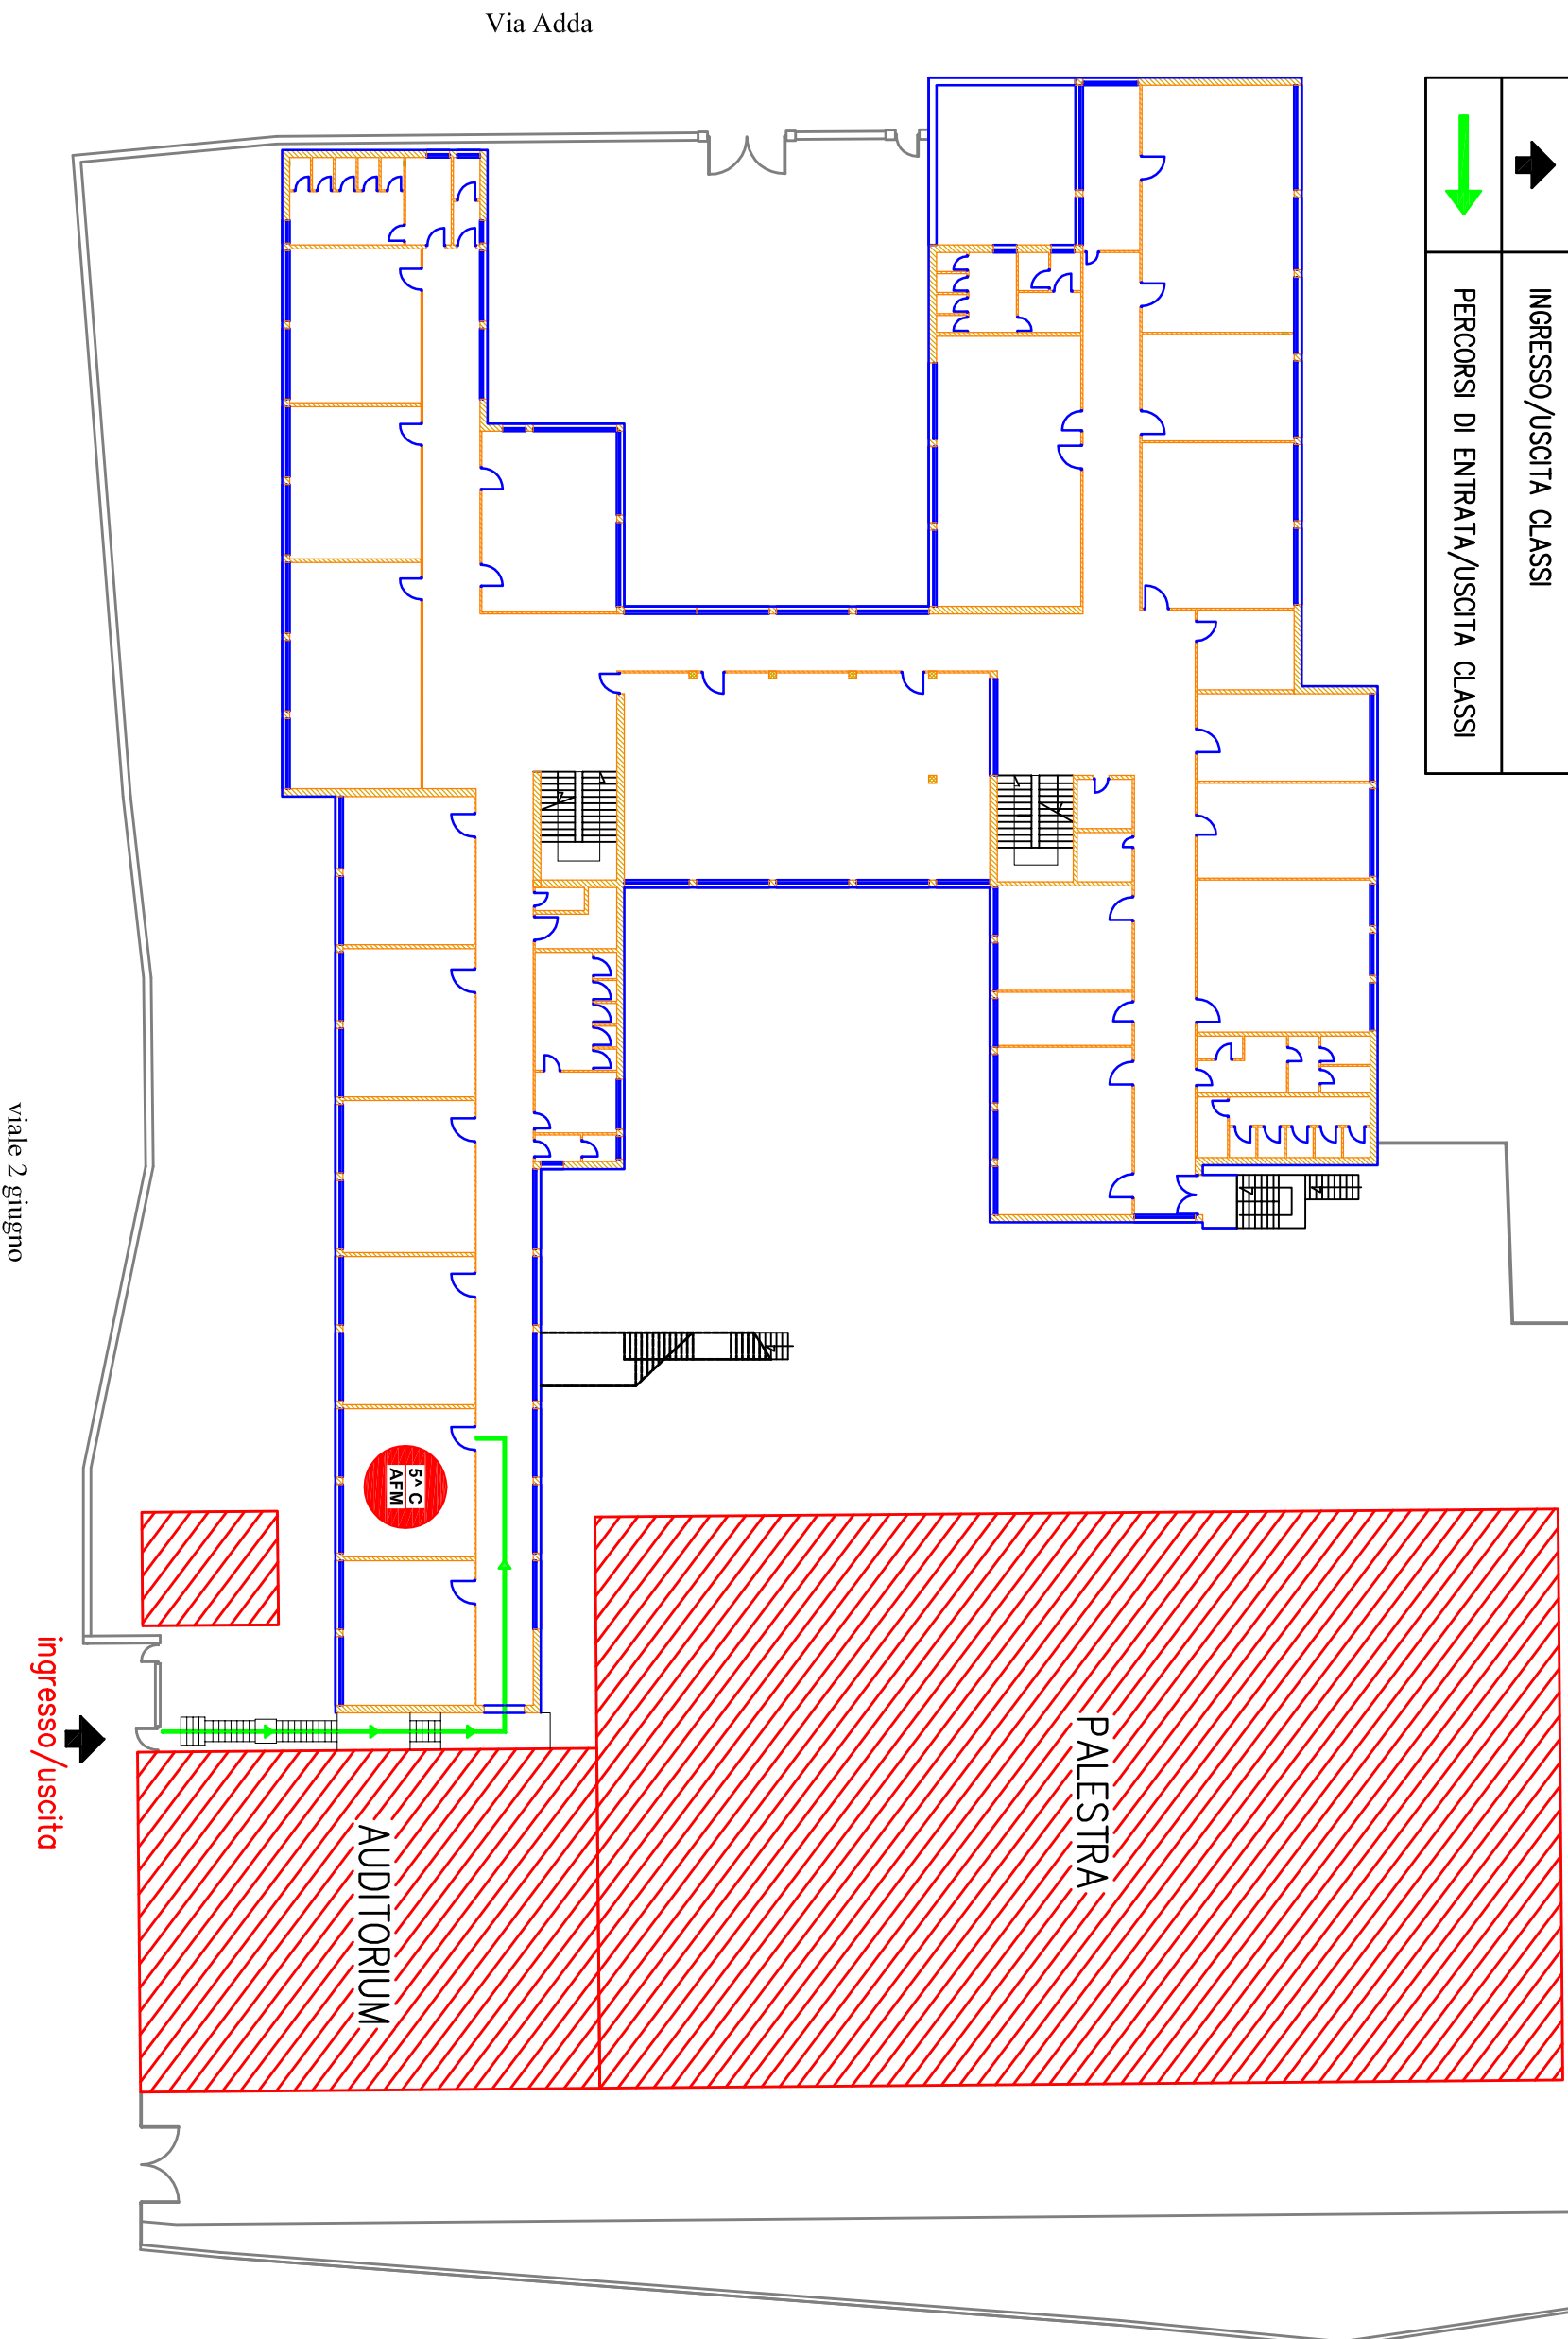 Via Adda
INGRESSO/USCITA CLASSI
PERCORSI DI ENTRATA/USCITA CLASSI
viale 2 giugno
5^ C
AFM
ingresso/uscita
PALESTRA
AUDITORIUM